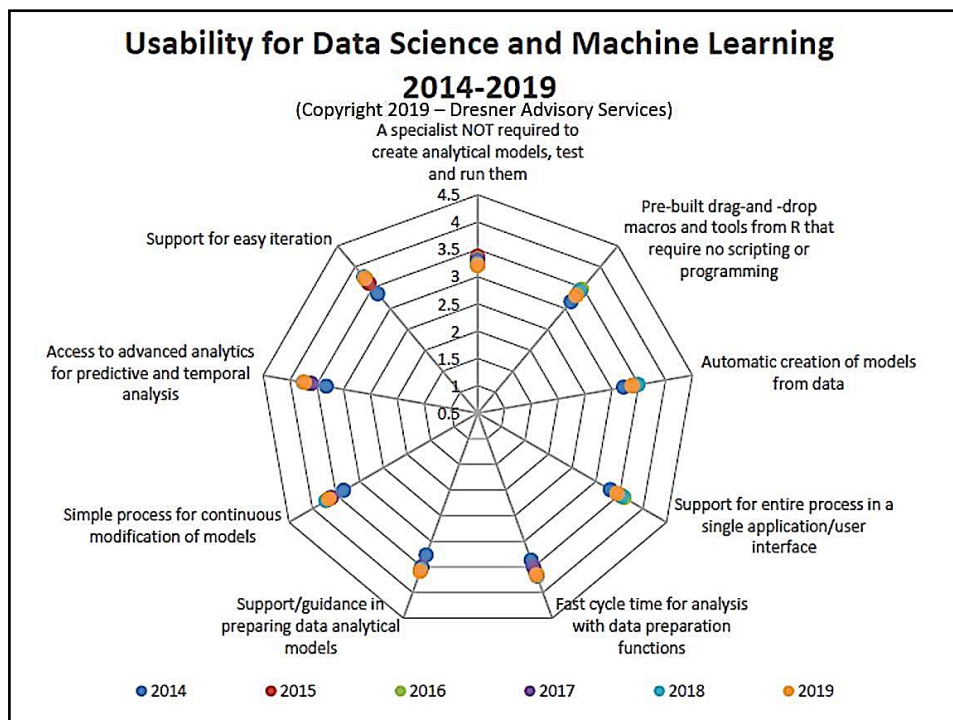 Usability for Data Science and Machine Learning
2014-2019
(Copyright 2019 – Dresner Advisory Services)
A specialist NOT required to
create analytical models, test
and run them
Pre-built drag-and -drop
macros and tools from R that
require no scripting or
programming
Automatic creation of models
from data
Support for entire process in a
single application/user
interface
Fast cycle time for analysis
with data preparation
functions
Support/guidance in
preparing data analytical
models
Simple process for continuous
modification of models
Access to advanced analytics
for predictive and temporal
analysis
Support for easy iteration
4.5
4
3.5
3
2.5
2
1.5
1
0.5
2014
2015
2016
2017
2018
2019